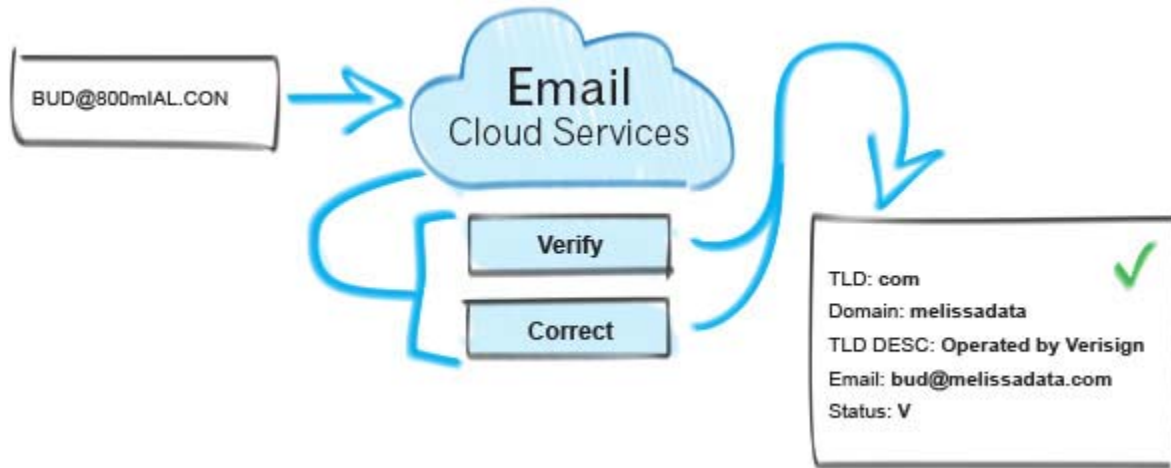 BUD@800mIAL.CON
Email
Cloud Services
Verify
Correct
TLD: com
Domain: melissadata
TLD DESC: Operated by Verisign
Email: bud@melissadata.com
Status: V